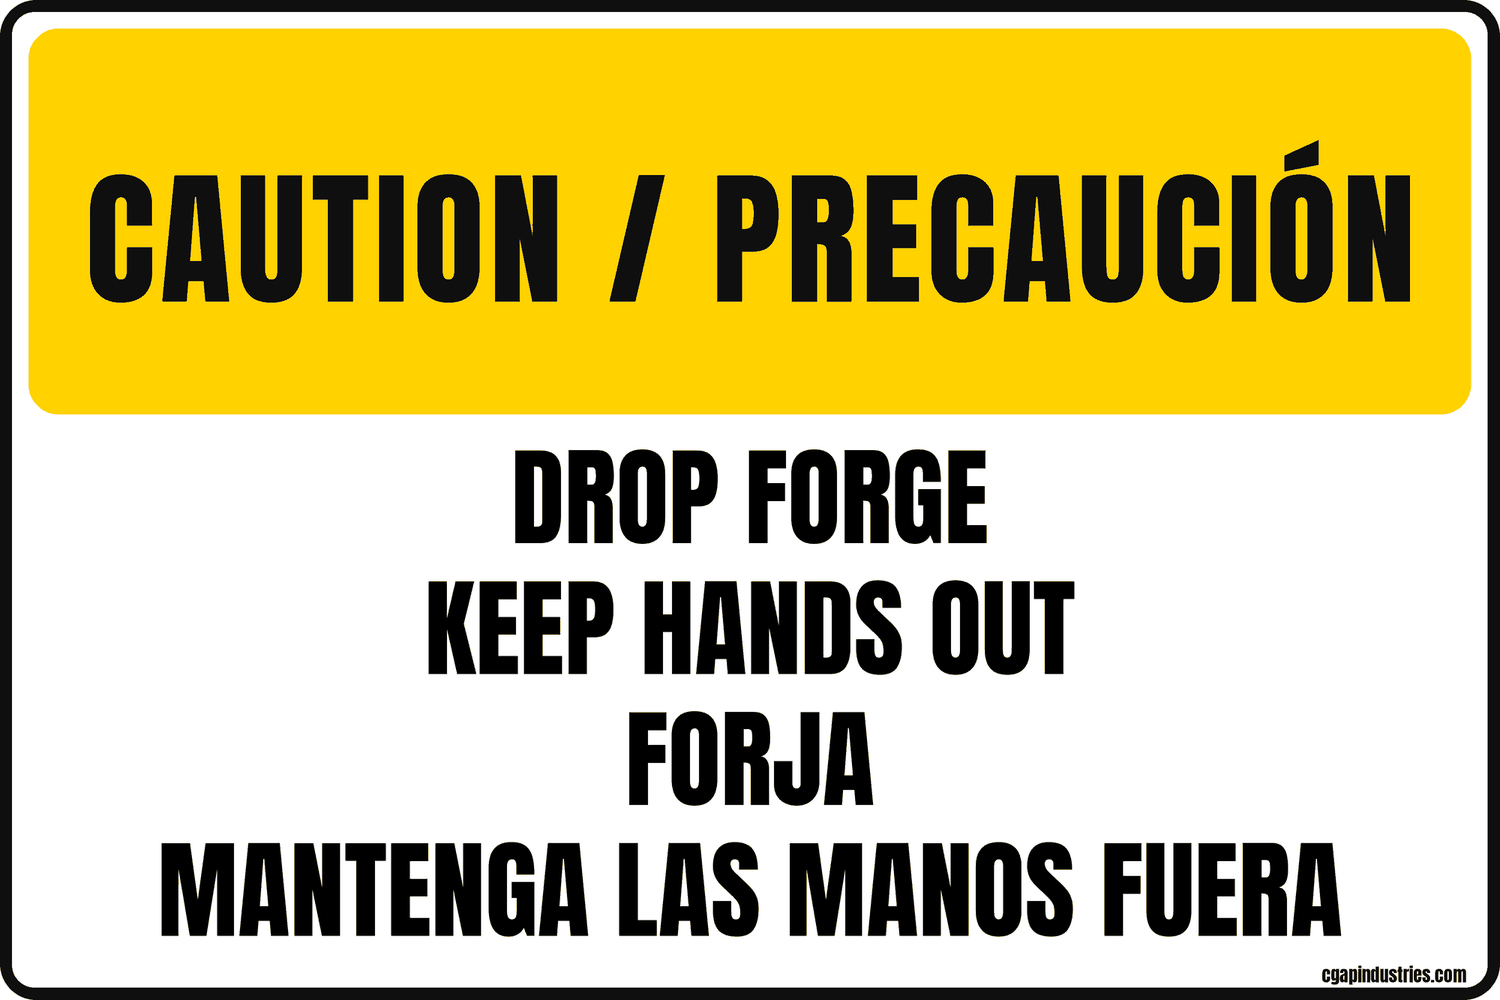 CAUTION / PRECAUCIÓN
DROP FORGE
KEEP HANDS OUT
FORJA
MANTENGA LAS MANOS FUERA
cgapindustries.com